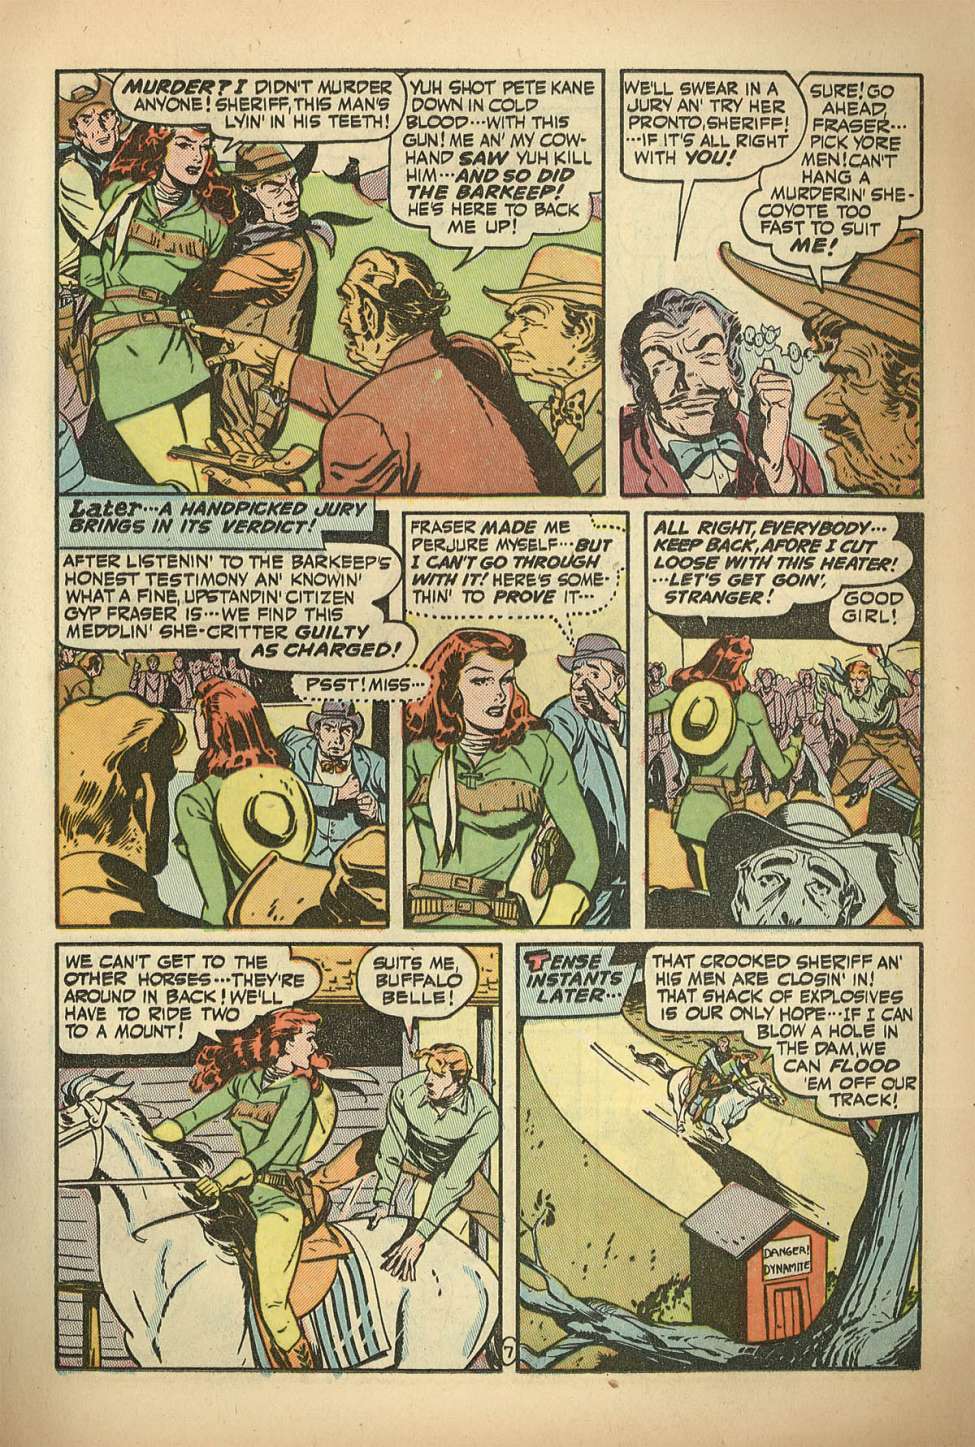 MURDER? I DIDN'T MURDER
ANYONE! SHERIFF, THIS MAN'S
LYIN' IN HIS TEETH!
YUH SHOT PETE KANE
DOWN IN COLD
BLOOD---WITH THIS
GUN! ME AN' MY COW-
HAND SAW YUH KILL
HIM---AND SO DID
THE BARKEEP!
HE'S HERE TO BACK
ME UP!
WE'LL SWEAR IN A
JURY AN' TRY HER
PRONTO, SHERIFF!
---IF IT'S ALL RIGHT
WITH YOU!
SURE! GO
AHEAD,
FRASER---
PICK YORE
MEN! CAN'T
HANG A
MURDERIN' SHE-
COYOTE TOO
FAST TO SUIT
ME!
Later---A HANDPICKED JURY
BRINGS IN ITS VERDICT!
AFTER LISTENIN' TO THE BARKEEP'S
HONEST TESTIMONY AN' KNOWIN'
WHAT A FINE, UPSTANDIN' CITIZEN
GYP FRASER IS---WE FIND THIS
MEDDLIN' SHE-CRITTER GUILTY
AS CHARGED!
PSST! MISS---
FRASER MADE ME
PERJURE MYSELF---BUT
I CAN'T GO THROUGH
WITH IT! HERE'S SOME-
THIN' TO PROVE IT---
ALL RIGHT, EVERYBODY---
KEEP BACK, AFORE I CUT
LOOSE WITH THIS HEATER!
---LET'S GET GOIN',
STRANGER!
GOOD
GIRL!
WE CAN'T GET TO THE
OTHER HORSES---THEY'RE
AROUND IN BACK! WE'LL
HAVE TO RIDE TWO
TO A MOUNT!
SUITS ME,
BUFFALO
BELLE!
TENSE
INSTANTS
LATER---
THAT CROOKED SHERIFF AN'
HIS MEN ARE CLOSIN' IN!
THAT SHACK OF EXPLOSIVES
IS OUR ONLY HOPE---IF I CAN
BLOW A HOLE IN
THE DAM, WE
CAN FLOOD
'EM OFF OUR
TRACK!
DANGER!
DYNAMITE
7